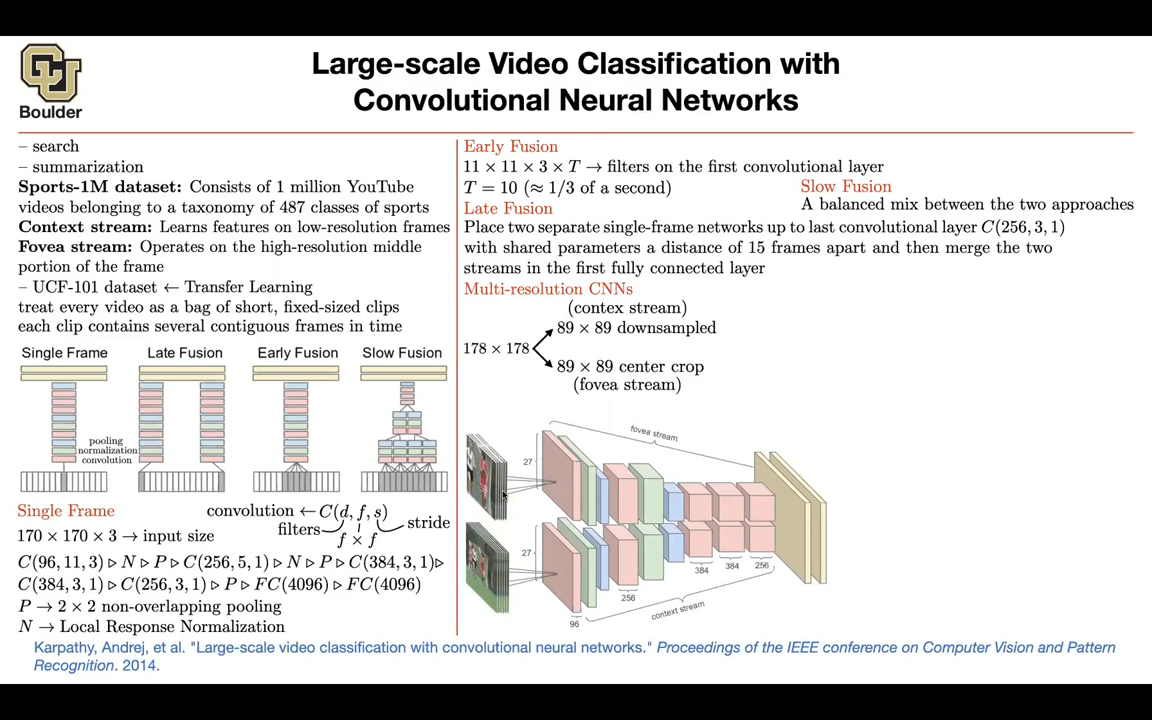 Large-scale Video Classification with
Convolutional Neural Networks
Boulder
– search
– summarization
Sports-1M dataset: Consists of 1 million YouTube
videos belonging to a taxonomy of 487 classes of sports
Context stream: Learns features on low-resolution frames
Fovea stream: Operates on the high-resolution middle
portion of the frame
– UCF-101 dataset ← Transfer Learning
treat every video as a bag of short, fixed-sized clips
each clip contains several contiguous frames in time
Single Frame Late Fusion Early Fusion Slow Fusion
pooling
normalization
convolution
Single Frame
convolution ← C(d, f, s)
filters
stride
f × f
170 × 170 × 3 → input size
C(96, 11, 3) ▹ N ▹ P ▹ C(256, 5, 1) ▹ N ▹ P ▹ C(384, 3, 1)▹
C(384, 3, 1) ▹ C(256, 3, 1) ▹ P ▹ FC(4096) ▹ FC(4096)
P → 2 × 2 non-overlapping pooling
N → Local Response Normalization
Early Fusion
11 × 11 × 3 × T → filters on the first convolutional layer
T = 10 (≈ 1/3 of a second)
Slow Fusion
A balanced mix between the two approaches
Late Fusion
Place two separate single-frame networks up to last convolutional layer C(256, 3, 1)
with shared parameters a distance of 15 frames apart and then merge the two
streams in the first fully connected layer
Multi-resolution CNNs
(contex stream)
89 × 89 downsampled
178 × 178
89 × 89 center crop
(fovea stream)
fovea stream
27
27
384 384 256
256
96
context stream
Karpathy, Andrej, et al. "Large-scale video classification with convolutional neural networks." Proceedings of the IEEE conference on Computer Vision and Pattern
Recognition. 2014.